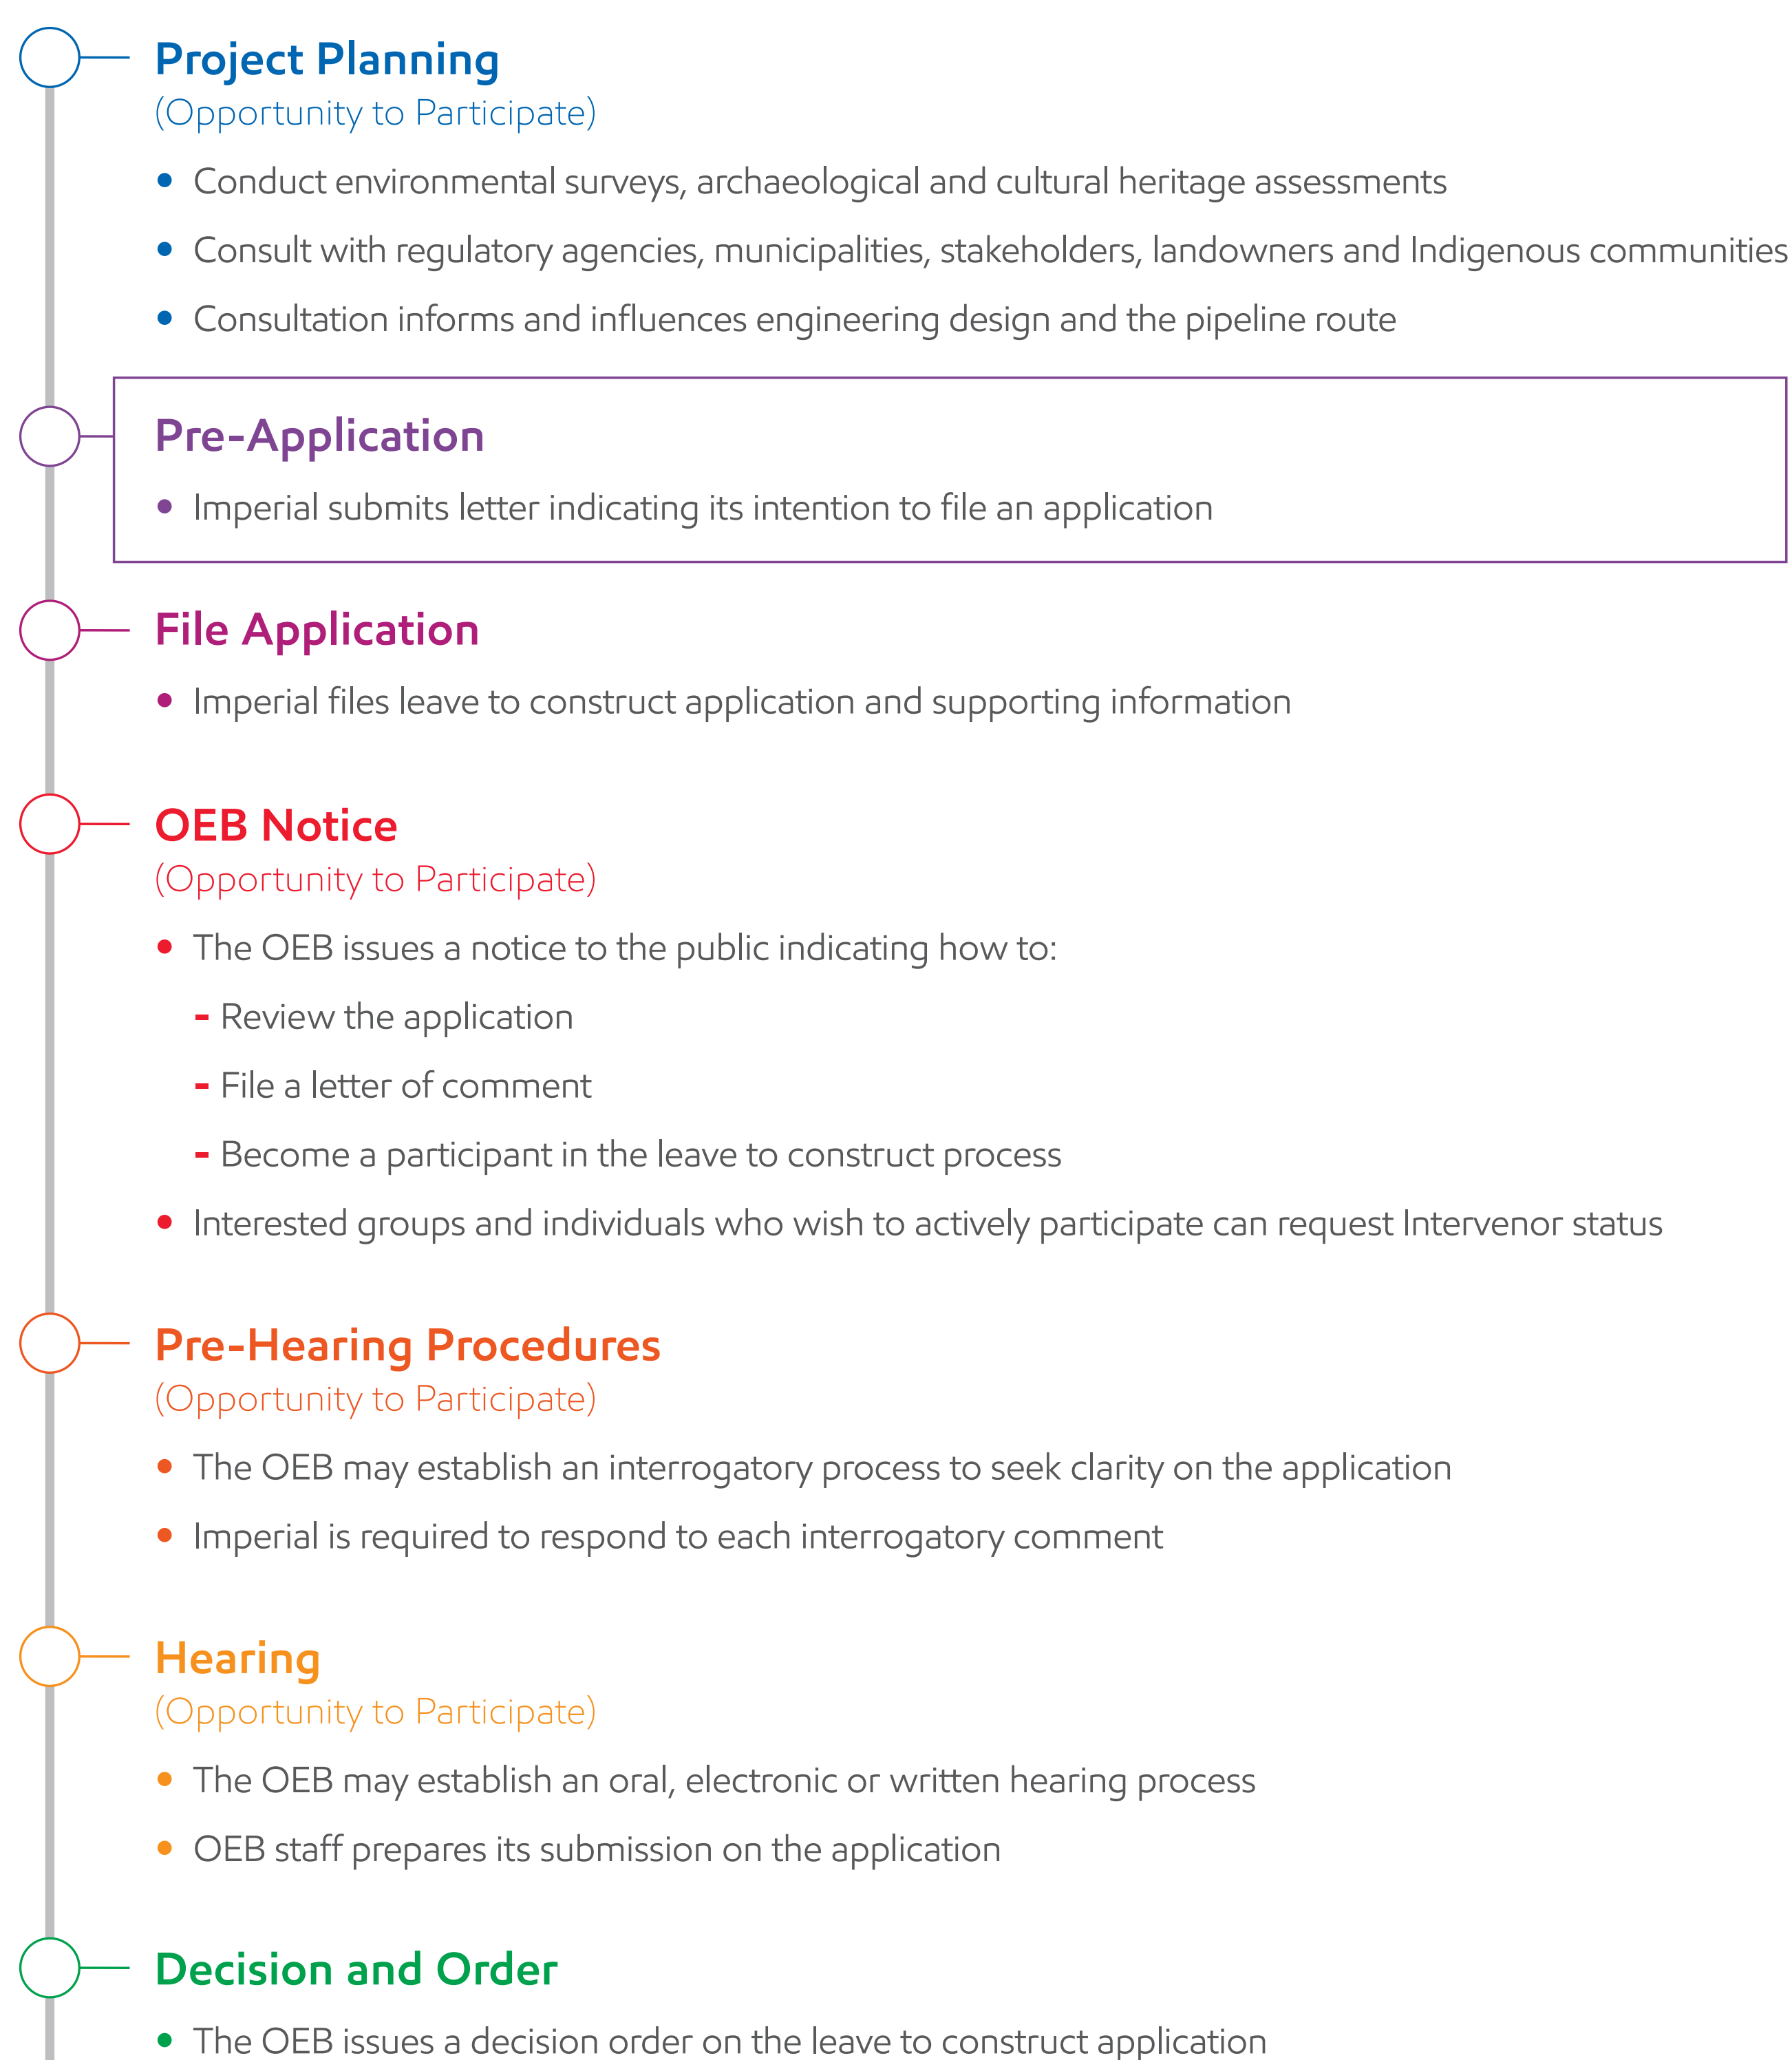 Project Planning
(Opportunity to Participate)
• Conduct environmental surveys, archaeological and cultural heritage assessments
• Consult with regulatory agencies, municipalities, stakeholders, landowners and Indigenous communities
• Consultation informs and influences engineering design and the pipeline route
Pre-Application
• Imperial submits letter indicating its intention to file an application
File Application
• Imperial files leave to construct application and supporting information
OEB Notice
(Opportunity to Participate)
• The OEB issues a notice to the public indicating how to:
- Review the application
- File a letter of comment
- Become a participant in the leave to construct process
• Interested groups and individuals who wish to actively participate can request Intervenor status
Pre-Hearing Procedures
(Opportunity to Participate)
• The OEB may establish an interrogatory process to seek clarity on the application
• Imperial is required to respond to each interrogatory comment
Hearing
(Opportunity to Participate)
• The OEB may establish an oral, electronic or written hearing process
• OEB staff prepares its submission on the application
Decision and Order
• The OEB issues a decision order on the leave to construct application